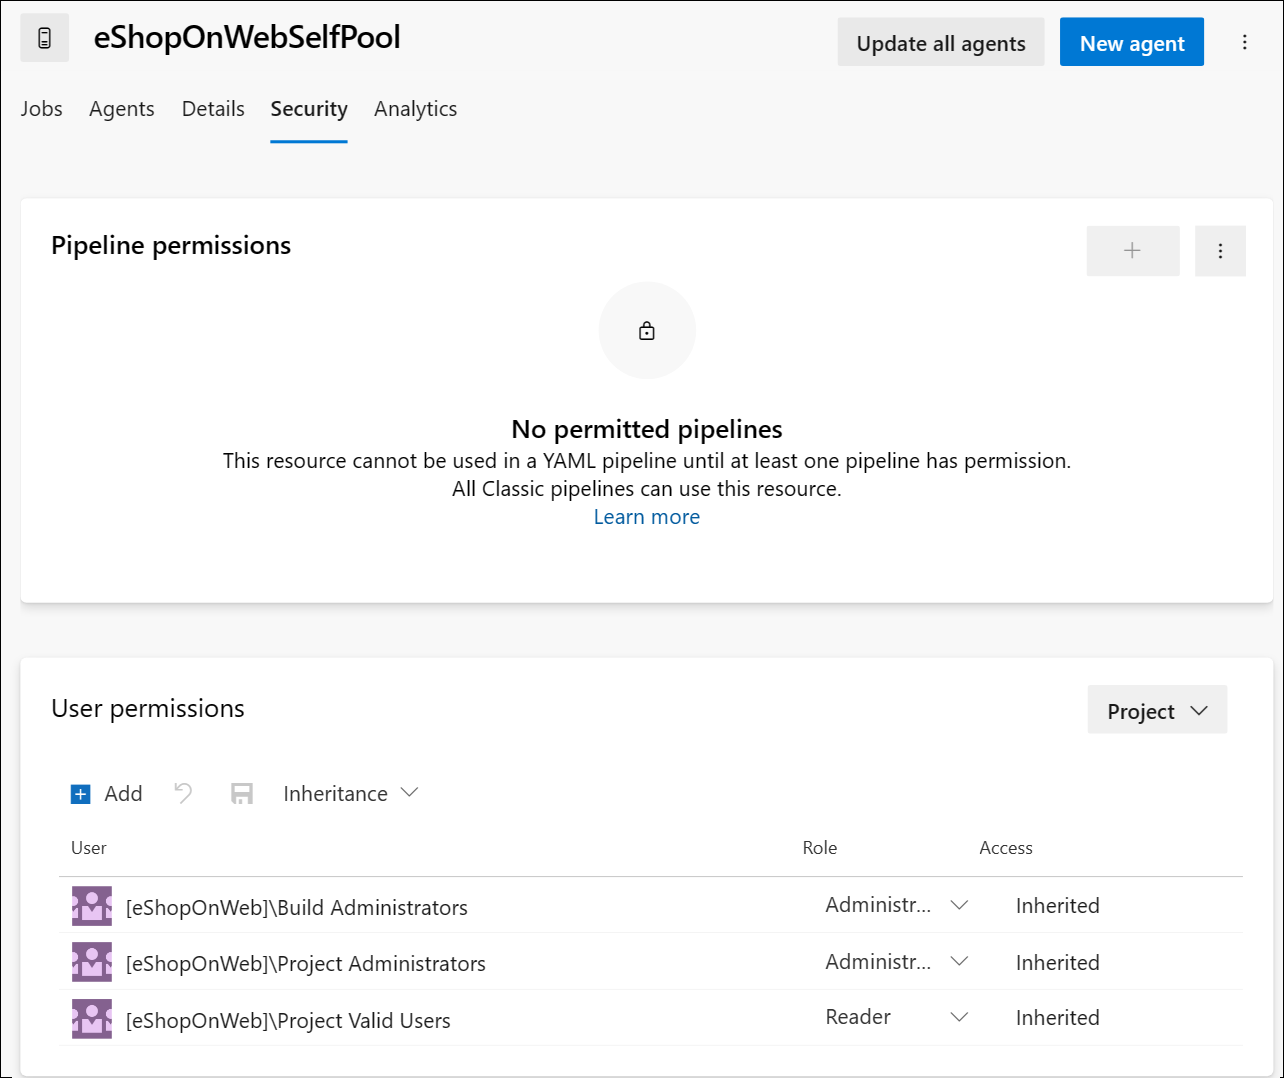 eShopOnWebSelfPool
Update all agents
New agent
Jobs
Agents
Details
Security
Analytics
Pipeline permissions
No permitted pipelines
This resource cannot be used in a YAML pipeline until at least one pipeline has permission.
All Classic pipelines can use this resource.
Learn more
User permissions
Project
Add
Inheritance
User
Role
Access
[eShopOnWeb]\Build Administrators
Administr...
Inherited
[eShopOnWeb]\Project Administrators
Administr...
Inherited
[eShopOnWeb]\Project Valid Users
Reader
Inherited